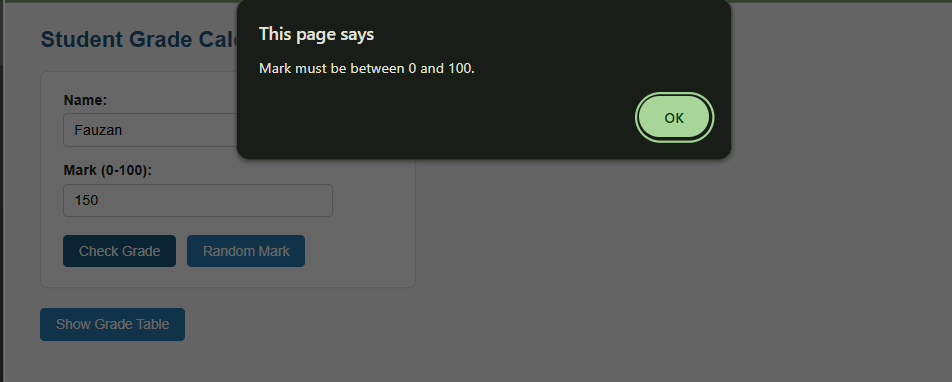 Student Grade Cal
This page says
Mark must be between 0 and 100.
OK
Name:
Fauzan
Mark (0-100):
150
Check Grade
Random Mark
Show Grade Table